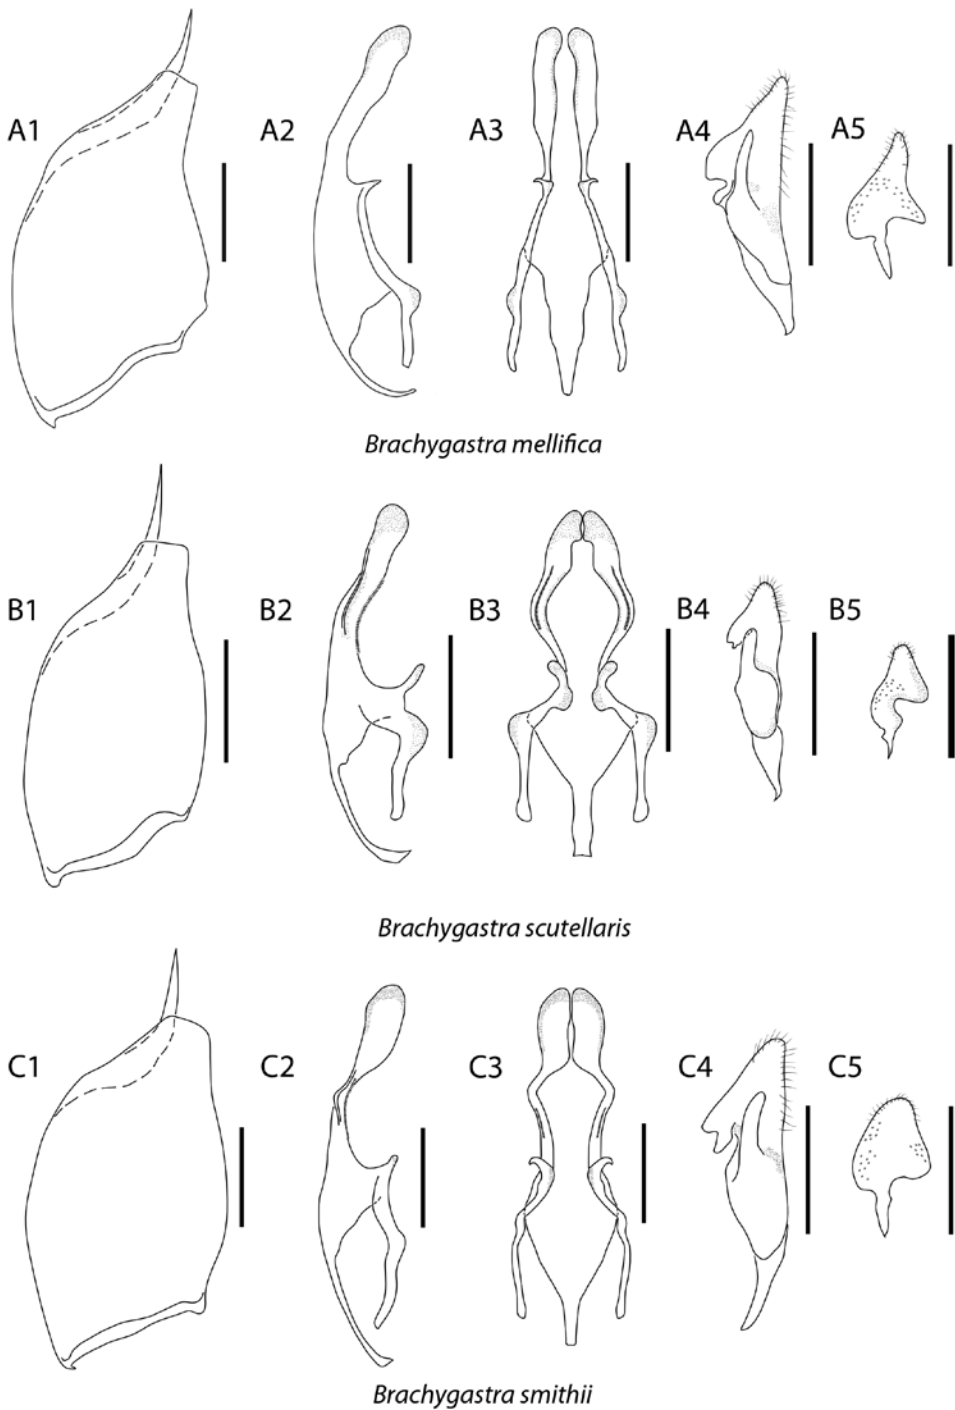 A1 A2 A3 A4 A5
Brachygastra mellifica
B1 B2 B3 B4 B5
Brachygastra scutellaris
C1 C2 C3 C4 C5
Brachygastra smithii